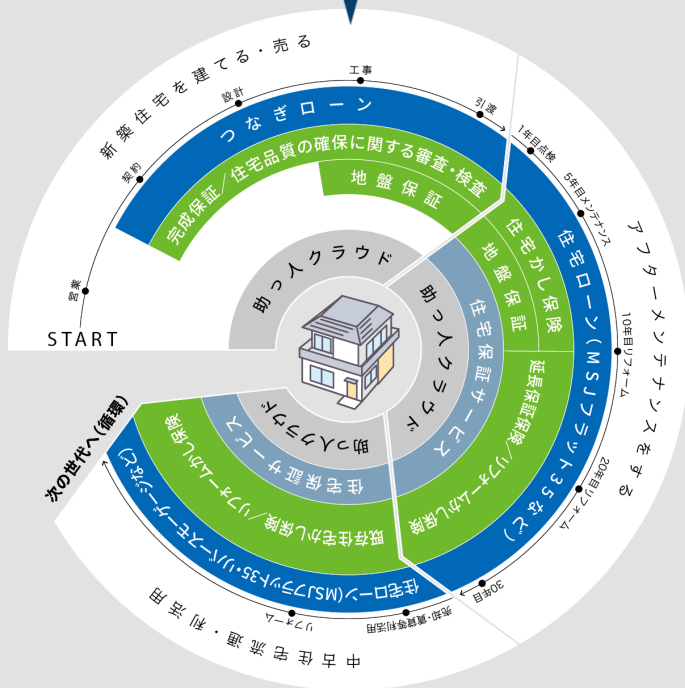 新築住宅を建てる・売る
START
営業
契約
設計
工事
引渡
つなぎローン
完成保証／住宅品質の確保に関する審査・検査
地盤保証
助っ人クラウド
アフターメンテナンスをする
1年目点検
5年目メンテナンス
10年目リフォーム
20年目リフォーム
30年目
住宅ローン(MSJフラット35など)
住宅かし保険
地盤保証
延長保証保険／リフォームかし保険
住宅保証サービス
助っ人クラウド
中古住宅流通・利活用
売却・賃貸等利活用
リフォーム
住宅ローン(MSJフラット35・リバースモーゲージなど)
既存住宅かし保険／リフォームかし保険
住宅保証サービス
助っ人クラウド
次の世代へ(循環)